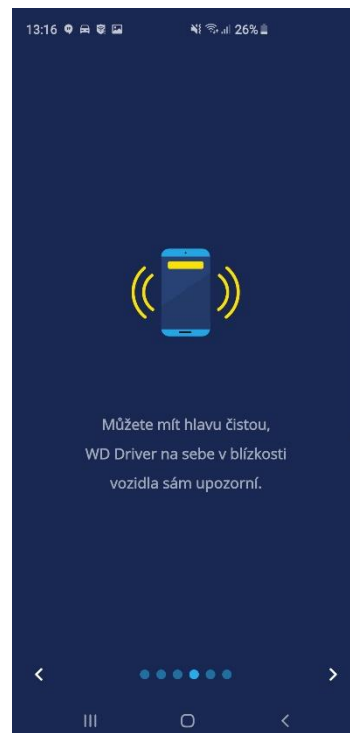 13:16 26%
Můžete mít hlavu čistou,
WD Driver na sebe v blízkosti
vozidla sám upozorní.